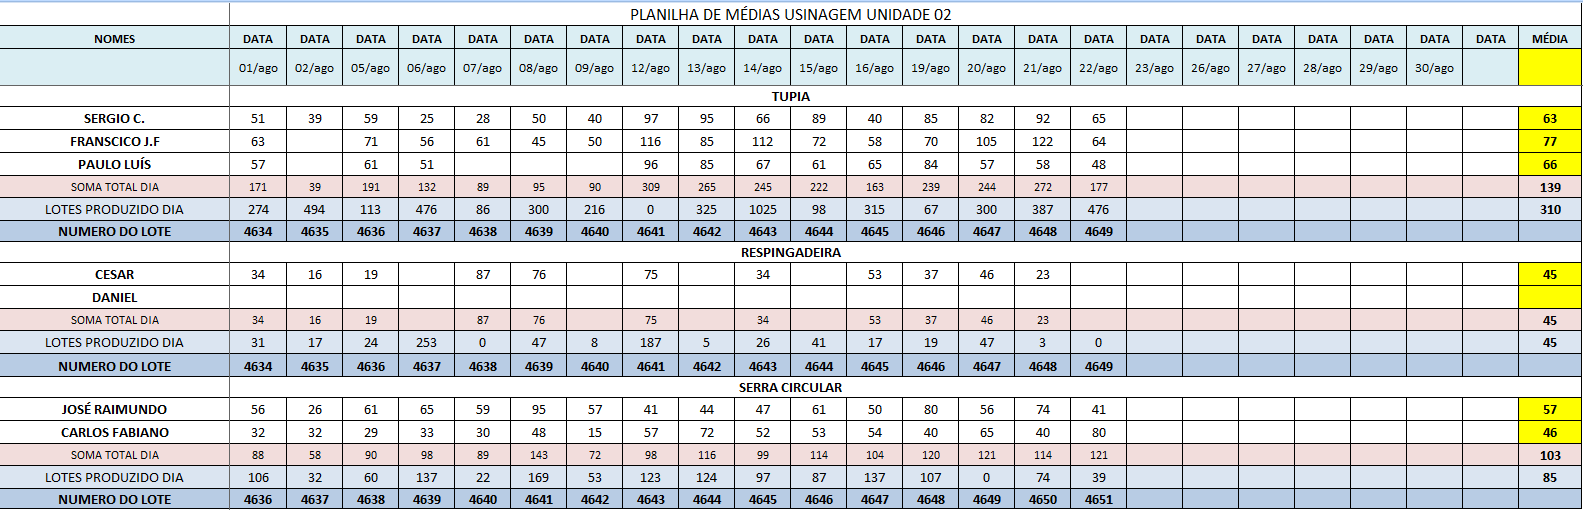 PLANILHA DE MÉDIAS USINAGEM UNIDADE 02
NOMES DATA DATA DATA DATA DATA DATA DATA DATA DATA DATA DATA DATA DATA DATA DATA DATA DATA DATA DATA DATA DATA DATA DATA MÉDIA
01/ago 02/ago 05/ago 06/ago 07/ago 08/ago 09/ago 12/ago 13/ago 14/ago 15/ago 16/ago 19/ago 20/ago 21/ago 22/ago 23/ago 26/ago 27/ago 28/ago 29/ago 30/ago
TUPIA
SERGIO C. 51 39 59 25 28 50 40 97 95 66 89 40 85 82 92 65 63
FRANSCICO J.F 63 71 56 61 45 50 116 85 112 72 58 70 105 122 64 77
PAULO LUÍS 57 61 51 96 85 67 61 65 84 57 58 48 66
SOMA TOTAL DIA 171 39 191 132 89 95 90 309 265 245 222 163 239 244 272 177 139
LOTES PRODUZIDO DIA 274 494 113 476 86 300 216 0 325 1025 98 315 67 300 387 476 310
NUMERO DO LOTE 4634 4635 4636 4637 4638 4639 4640 4641 4642 4643 4644 4645 4646 4647 4648 4649
RESPINGADEIRA
CESAR 34 16 19 87 76 75 34 53 37 46 23 45
DANIEL
SOMA TOTAL DIA 34 16 19 87 76 75 34 53 37 46 23 45
LOTES PRODUZIDO DIA 31 17 24 253 0 47 8 187 5 26 41 17 19 47 3 0 45
NUMERO DO LOTE 4634 4635 4636 4637 4638 4639 4640 4641 4642 4643 4644 4645 4646 4647 4648 4649
SERRA CIRCULAR
JOSÉ RAIMUNDO 56 26 61 65 59 95 57 41 44 47 61 50 80 56 74 41 57
CARLOS FABIANO 32 32 29 33 30 48 15 57 72 52 53 54 40 65 40 80 46
SOMA TOTAL DIA 88 58 90 98 89 143 72 98 116 99 114 104 120 121 114 121 103
LOTES PRODUZIDO DIA 106 32 60 137 22 169 53 123 124 97 87 137 107 0 74 39 85
NUMERO DO LOTE 4636 4637 4638 4639 4640 4641 4642 4643 4644 4645 4646 4647 4648 4649 4650 4651